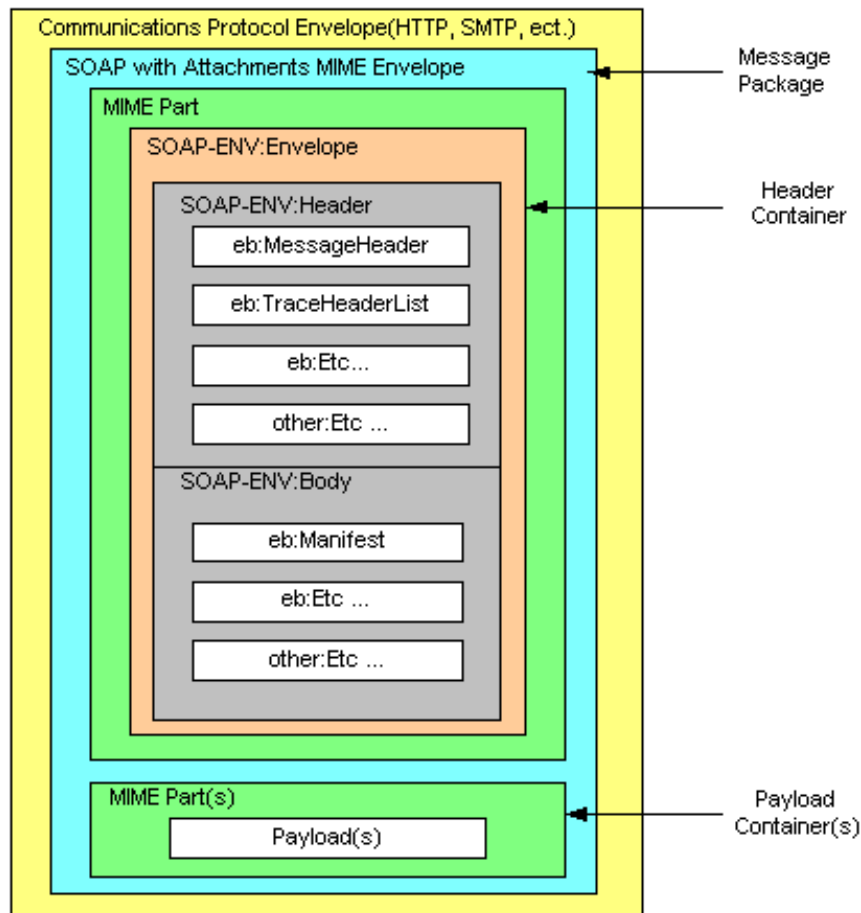 Communications Protocol Envelope(HTTP, SMTP, ect.)
SOAP with Attachments MIME Envelope
Message
Package
MIME Part
SOAP-ENV:Envelope
Header
Container
SOAP-ENV:Header
eb:MessageHeader
eb:TraceHeaderList
eb:Etc...
other:Etc ...
SOAP-ENV:Body
eb:Manifest
eb:Etc ...
other:Etc ...
MIME Part(s)
Payload(s)
Payload
Container(s)